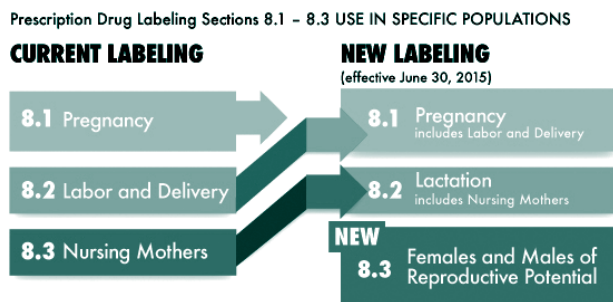 Prescription Drug Labeling Sections 8.1 – 8.3 USE IN SPECIFIC POPULATIONS
CURRENT LABELING
8.1 Pregnancy
8.2 Labor and Delivery
8.3 Nursing Mothers
NEW LABELING
(effective June 30, 2015)
8.1 Pregnancy
includes Labor and Delivery
8.2 Lactation
includes Nursing Mothers
NEW
8.3 Females and Males of
Reproductive Potential